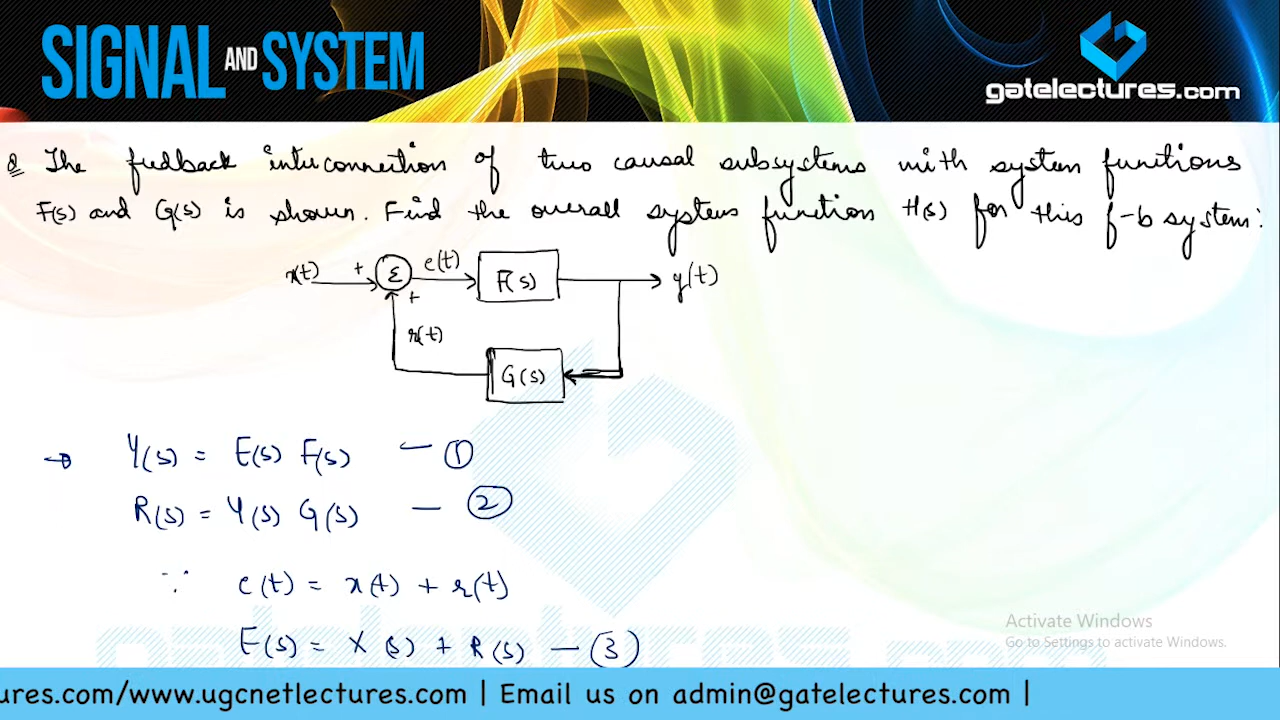 SIGNAL AND SYSTEM
gatelectures.com
Q The feedback interconnection of two causal subsystems with system functions
F(s) and G(s) is shown. Find the overall system function H(s) for this f-b system:
x(t) + Σ e(t) F(s) y(t)
+
r(t)
G(s)
→ Y(s) = E(s) F(s) — ①
R(s) = Y(s) G(s) — ②
∵ e(t) = x(t) + r(t)
E(s) = X(s) + R(s) — ③
Activate Windows
Go to Settings to activate Windows.
gatelectures.com
ures.com/www.ugcnetlectures.com | Email us on admin@gatelectures.com |